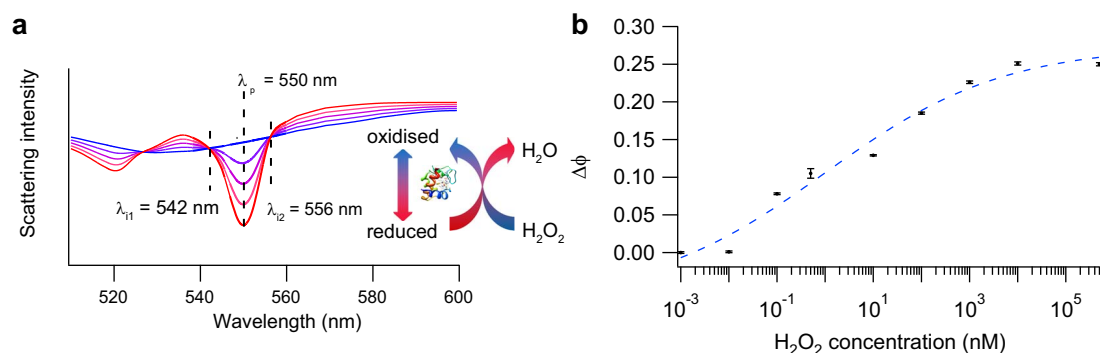 a
Scattering intensity
λp = 550 nm
λi1 = 542 nm
λi2 = 556 nm
oxidised
reduced
H2O
H2O2
520 540 560 580 600
Wavelength (nm)
b
Δϕ
0.30
0.25
0.20
0.15
0.10
0.05
0.00
10⁻³ 10⁻¹ 10¹ 10³ 10⁵
H2O2 concentration (nM)